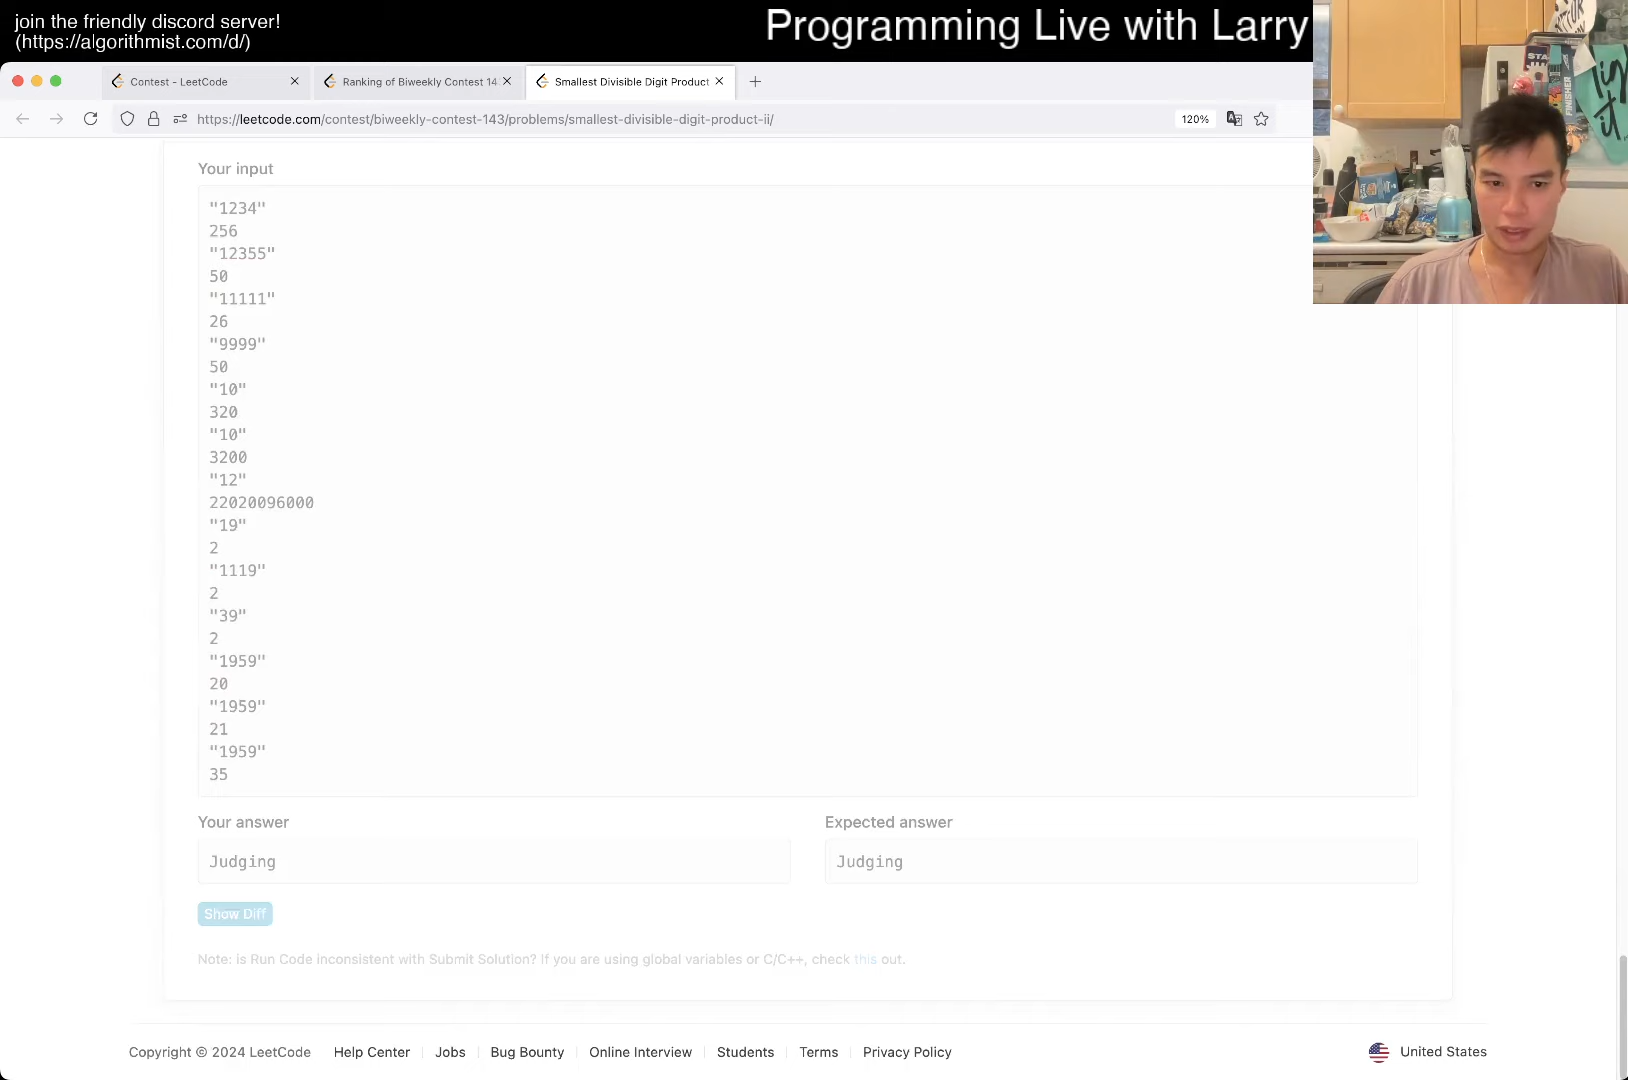 join the friendly discord server!
(https://algorithmist.com/d/)
Programming Live with Larry
Contest - LeetCode
Ranking of Biweekly Contest 14
Smallest Divisible Digit Product
https://leetcode.com/contest/biweekly-contest-143/problems/smallest-divisible-digit-product-ii/
120%
Your input
"1234"
256
"12355"
50
"11111"
26
"9999"
50
"10"
320
"10"
3200
"12"
22020096000
"19"
2
"1119"
2
"39"
2
"1959"
20
"1959"
21
"1959"
35
Your answer
Expected answer
Judging
Judging
Show Diff
Note: is Run Code inconsistent with Submit Solution? If you are using global variables or C/C++, check this out.
Copyright © 2024 LeetCode
Help Center
Jobs
Bug Bounty
Online Interview
Students
Terms
Privacy Policy
United States